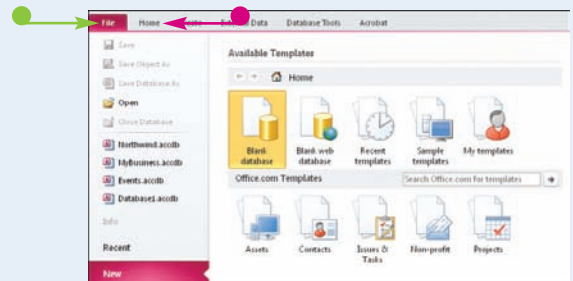 File Home External Data Database Tools Acrobat
Save
Save Object As
Save Database As
Open
Close Database
Northwind.accdb
MyBusiness.accdb
Events.accdb
Database1.accdb
Info
Recent
New
Available Templates
Home
Blank database
Blank web database
Recent templates
Sample templates
My templates
Office.com Templates
Search Office.com for templates
Assets
Contacts
Issues & Tasks
Non-profit
Projects